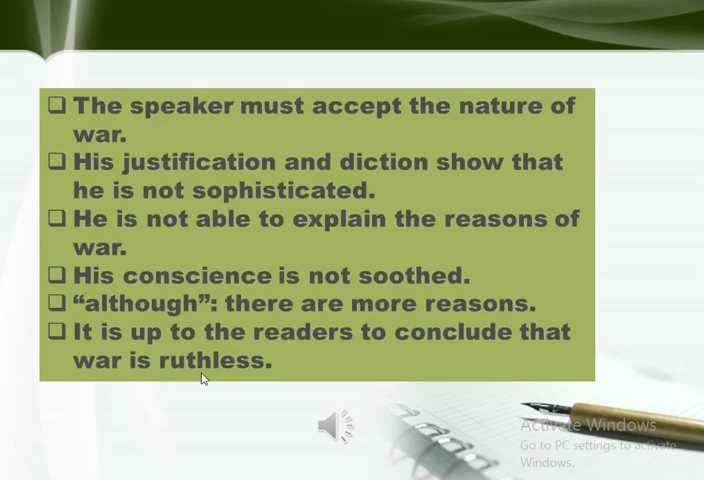 ❑ The speaker must accept the nature of
war.
❑ His justification and diction show that
he is not sophisticated.
❑ He is not able to explain the reasons of
war.
❑ His conscience is not soothed.
❑ “although”: there are more reasons.
❑ It is up to the readers to conclude that
war is ruthless.
Activate Windows
Go to PC settings to activate
Windows.